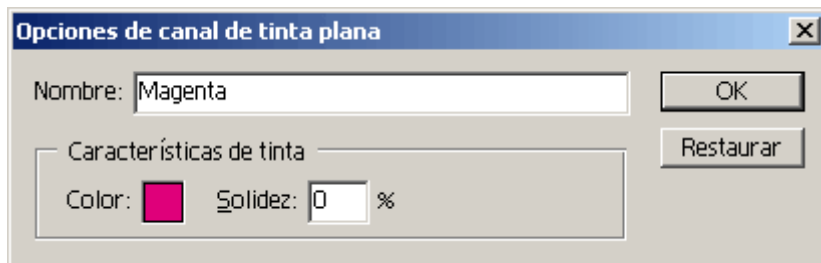 Opciones de canal de tinta plana
Nombre: Magenta
OK
Características de tinta
Restaurar
Color: Solidez: 0 %